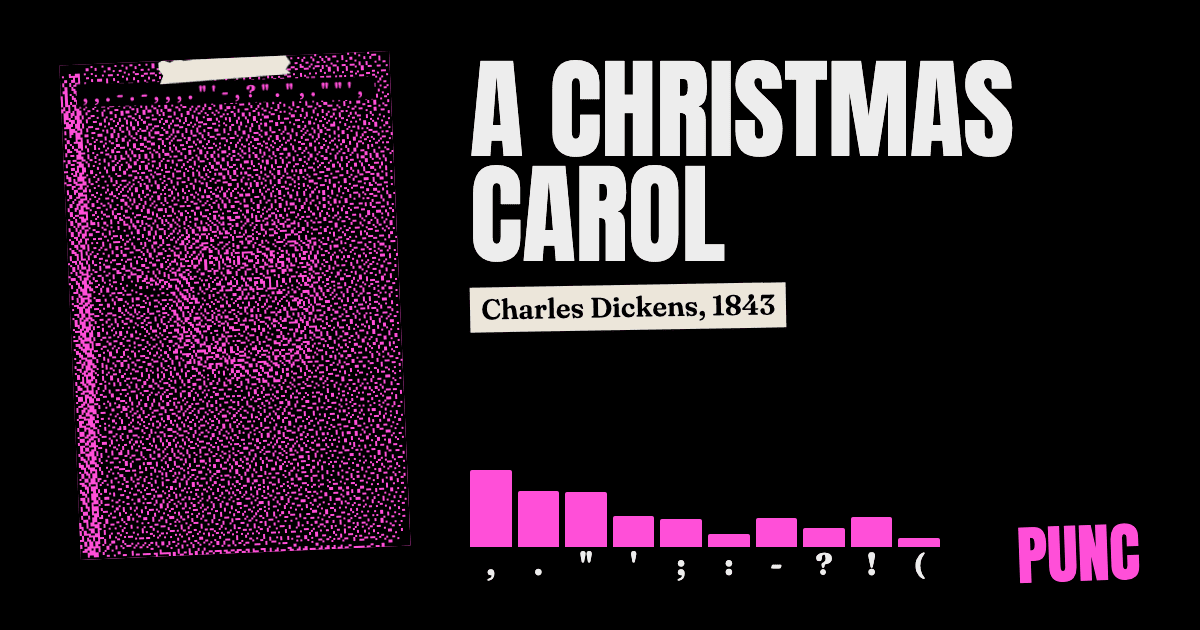 ,,.-.-,,,."'-,?".",.""',
A CHRISTMAS
CAROL
Charles Dickens, 1843
, . " ' ; : - ? ! (
PUNC